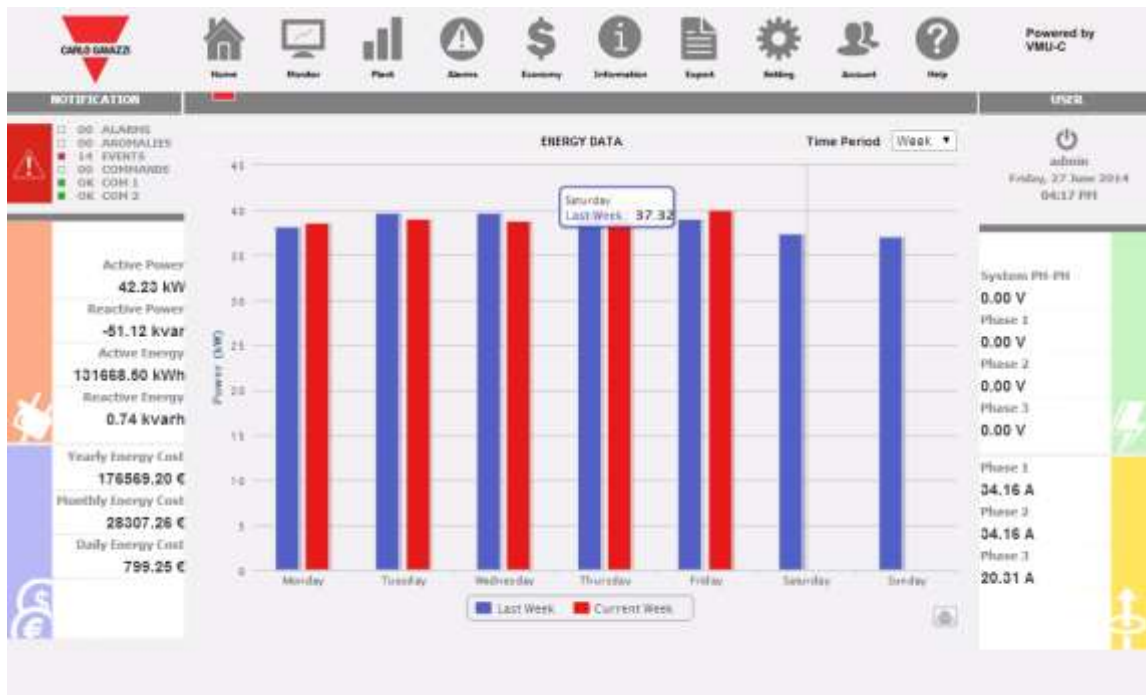 CARLO GAVAZZI
Home
Monitor
Plant
Alarms
Economy
Information
Export
Setting
Account
Help
Powered by
VMU-C
NOTIFICATION
00 ALARMS
00 ANOMALIES
14 EVENTS
00 COMMANDS
OK COM 1
OK COM 2
Active Power
42.23 kW
Reactive Power
-51.12 kvar
Active Energy
131668.50 kWh
Reactive Energy
0.74 kvarh
Yearly Energy Cost
176569.20 €
Monthly Energy Cost
28307.26 €
Daily Energy Cost
799.25 €
ENERGY DATA
Time Period Week
45
40
35
30
25
20
15
10
5
0
Power (kW)
Saturday
Last Week 37.32
Monday
Tuesday
Wednesday
Thursday
Friday
Saturday
Sunday
Last Week
Current Week
USER
admin
Friday, 27 June 2014
04:17 PM
System PH-PH
0.00 V
Phase 1
0.00 V
Phase 2
0.00 V
Phase 3
0.00 V
Phase 1
34.16 A
Phase 2
34.16 A
Phase 3
20.31 A